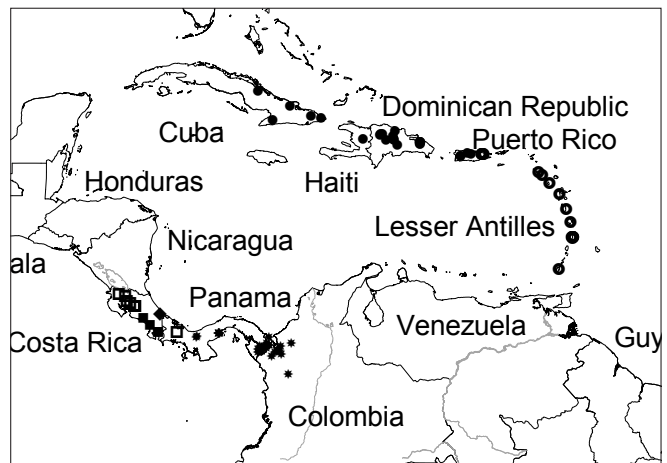 Dominican Republic
Cuba
Puerto Rico
Honduras
Haiti
Lesser Antilles
Nicaragua
ala
Panama
Costa Rica
Venezuela
Guy
Colombia